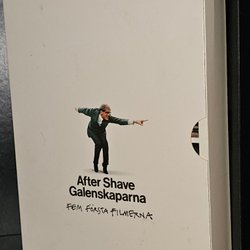 After Shave
Galenskaparna
FEM FÖRSTA FILMERNA